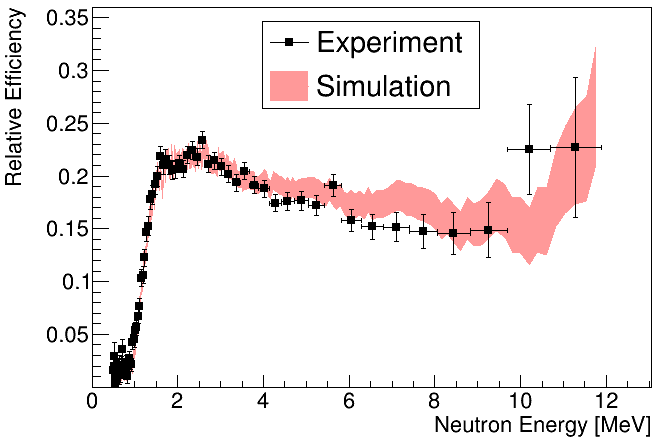 Relative Efficiency
0.35
0.3
0.25
0.2
0.15
0.1
0.05
Experiment
Simulation
0 2 4 6 8 10 12
Neutron Energy [MeV]